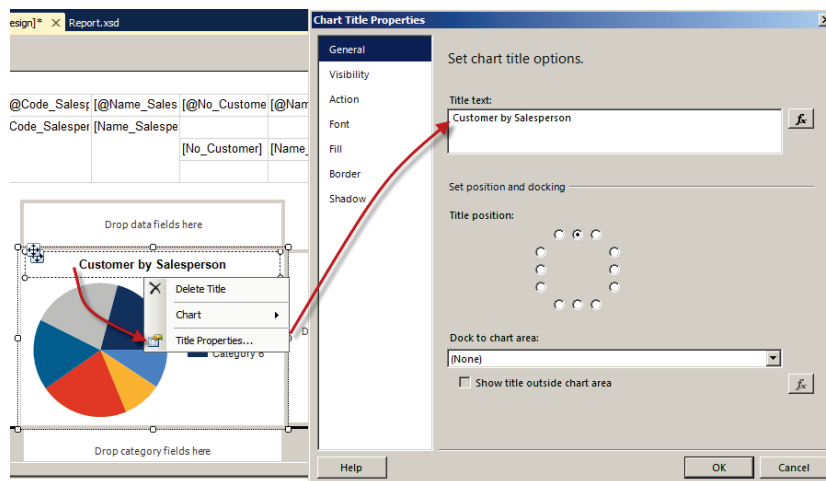 esign]* X Report.xsd
@Code_Salesp [@Name_Sales [@No_Custome [@Nam
Code_Salesper [Name_Salespe
[No_Customer] [Name_
Drop data fields here
Customer by Salesperson
Delete Title
Chart
Title Properties...
Category 6
Drop category fields here
D
Chart Title Properties
General
Visibility
Action
Font
Fill
Border
Shadow
Set chart title options.
Title text:
Customer by Salesperson
fx
Set position and docking
Title position:
Dock to chart area:
(None)
Show title outside chart area
fx
Help
OK
Cancel